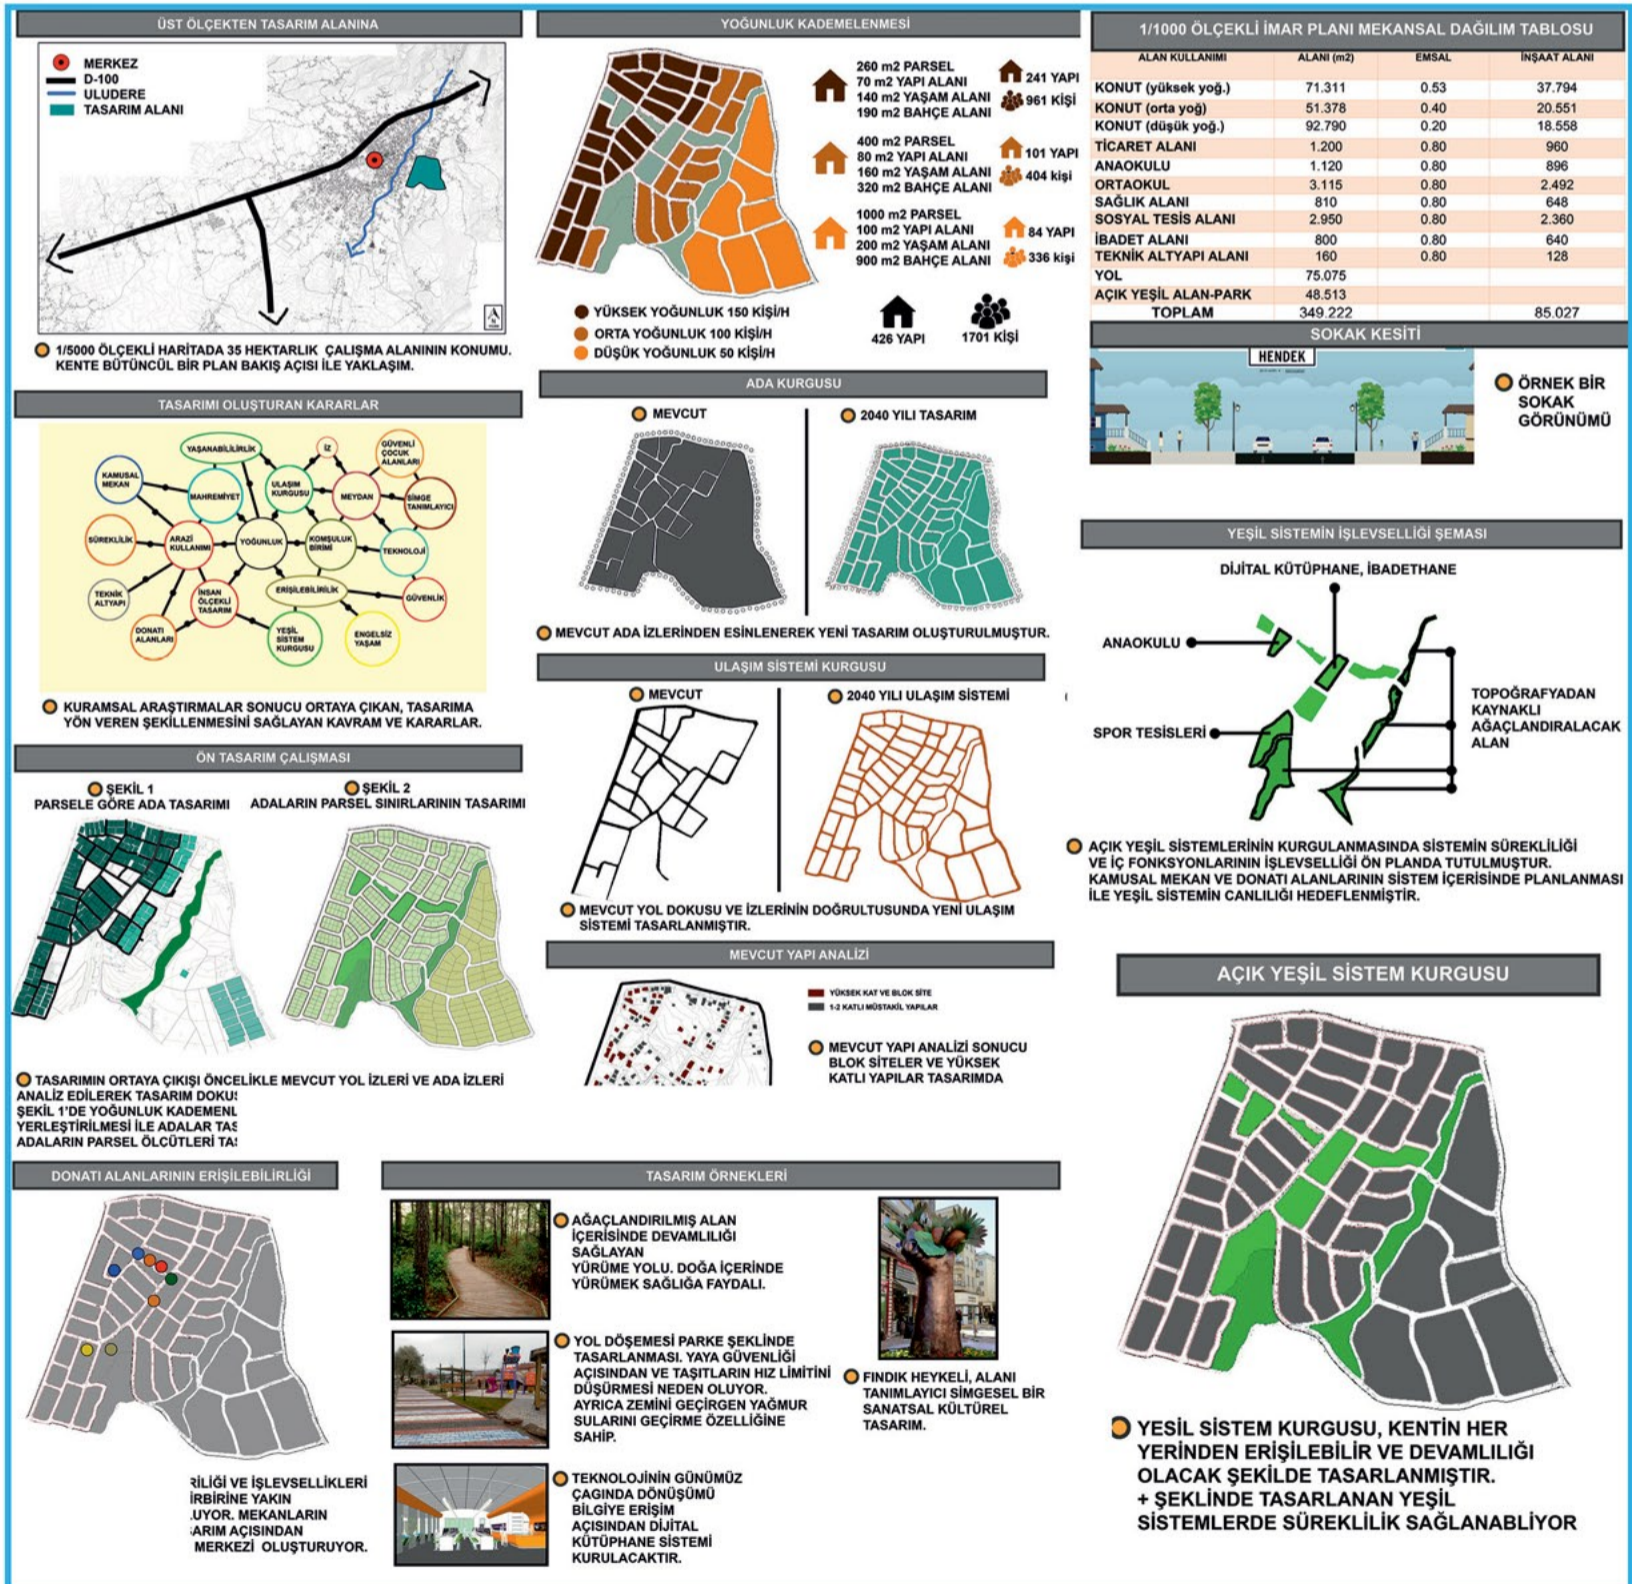 ÜST ÖLÇEKTEN TASARIM ALANINA
MERKEZ
D-100
ULUDERE
TASARIM ALANI
1/5000 ÖLÇEKLİ HARİTADA 35 HEKTARLIK ÇALIŞMA ALANININ KONUMU.
KENTE BÜTÜNCÜL BİR PLAN BAKIŞ AÇISI İLE YAKLAŞIM.
TASARIMI OLUŞTURAN KARARLAR
YAŞANABİLİLİRLİK
İZ
GÜVENLİ
ÇOCUK
ALANLARI
KAMUSAL
MEKAN
MAHREMİYET
ULAŞIM
KURGUSU
MEYDAN
SİMGE
TANIMLAYICI
SÜREKLİLİK
ARAZİ
KULLANIMI
YOĞUNLUK
KOMŞULUK
BİRİMİ
TEKNOLOJİ
TEKNİK
ALTYAPI
İNSAN
ÖLÇEKLİ
TASARIM
ERİŞİLEBİLİRİLİK
GÜVENLİK
DONATI
ALANLARI
YEŞİL
SİSTEM
KURGUSU
ENGELSİZ
YAŞAM
KURAMSAL ARAŞTIRMALAR SONUCU ORTAYA ÇIKAN, TASARIMA
YÖN VEREN ŞEKİLLENMESİNİ SAĞLAYAN KAVRAM VE KARARLAR.
ÖN TASARIM ÇALIŞMASI
ŞEKİL 1
PARSELE GÖRE ADA TASARIMI
ŞEKİL 2
ADALARIN PARSEL SINIRLARININ TASARIMI
TASARIMIN ORTAYA ÇIKIŞI ÖNCELİKLE MEVCUT YOL İZLERİ VE ADA İZLERİ
ANALİZ EDİLEREK TASARIM DOKUS
ŞEKİL 1'DE YOĞUNLUK KADEMENL
YERLEŞTİRİLMESİ İLE ADALAR TAS
ADALARIN PARSEL ÖLCÜTLERİ TAS
DONATI ALANLARININ ERİŞİLEBİLİRLİĞİ
RİLİĞİ VE İŞLEVSELLİKLERİ
İRBİRİNE YAKIN
UYOR. MEKANLARIN
ARIM AÇISINDAN
MERKEZİ OLUŞTURUYOR.
YOĞUNLUK KADEMELENMESİ
260 m2 PARSEL
70 m2 YAPI ALANI
140 m2 YAŞAM ALANI
190 m2 BAHÇE ALANI
241 YAPI
961 KİŞİ
400 m2 PARSEL
80 m2 YAPI ALANI
160 m2 YAŞAM ALANI
320 m2 BAHÇE ALANI
101 YAPI
404 kişi
1000 m2 PARSEL
100 m2 YAPI ALANI
200 m2 YAŞAM ALANI
900 m2 BAHÇE ALANI
84 YAPI
336 kişi
YÜKSEK YOĞUNLUK 150 KİŞİ/H
ORTA YOĞUNLUK 100 KİŞİ/H
DÜŞÜK YOĞUNLUK 50 KİŞİ/H
426 YAPI
1701 KİŞİ
ADA KURGUSU
MEVCUT
2040 YILI TASARIM
MEVCUT ADA İZLERİNDEN ESİNLENEREK YENİ TASARIM OLUŞTURULMUŞTUR.
ULAŞIM SİSTEMİ KURGUSU
MEVCUT
2040 YILI ULAŞIM SİSTEMİ
MEVCUT YOL DOKUSU VE İZLERİNİN DOĞRULTUSUNDA YENİ ULAŞIM
SİSTEMİ TASARLANMIŞTIR.
MEVCUT YAPI ANALİZİ
YÜKSEK KAT VE BLOK SİTE
1-2 KATLI MÜSTAKİL YAPILAR
MEVCUT YAPI ANALİZİ SONUCU
BLOK SİTELER VE YÜKSEK
KATLI YAPILAR TASARIMDA
TASARIM ÖRNEKLERİ
AĞAÇLANDIRILMIŞ ALAN
İÇERİSİNDE DEVAMLILIĞI
SAĞLAYAN
YÜRÜME YOLU. DOĞA İÇERİNDE
YÜRÜMEK SAĞLIĞA FAYDALI.
YOL DÖŞEMESİ PARKE ŞEKLİNDE
TASARLANMASI. YAYA GÜVENLİĞİ
AÇISINDAN VE TAŞITLARIN HIZ LİMİTİNİ
DÜŞÜRMESİ NEDEN OLUYOR.
AYRICA ZEMİNİ GEÇİRGEN YAĞMUR
SULARINI GEÇİRME ÖZELLİĞİNE
SAHİP.
TEKNOLOJİNİN GÜNÜMÜZ
ÇAGINDA DÖNÜŞÜMÜ
BİLGİYE ERİŞİM
AÇISINDAN DİJİTAL
KÜTÜPHANE SİSTEMİ
KURULACAKTIR.
FINDIK HEYKELİ, ALANI
TANIMLAYICI SİMGESEL BİR
SANATSAL KÜLTÜREL
TASARIM.
1/1000 ÖLÇEKLİ İMAR PLANI MEKANSAL DAĞILIM TABLOSU
ALAN KULLANIMI ALANI (m2) EMSAL İNŞAAT ALANI
KONUT (yüksek yoğ.) 71.311 0.53 37.794
KONUT (orta yoğ) 51.378 0.40 20.551
KONUT (düşük yoğ.) 92.790 0.20 18.558
TİCARET ALANI 1.200 0.80 960
ANAOKULU 1.120 0.80 896
ORTAOKUL 3.115 0.80 2.492
SAĞLIK ALANI 810 0.80 648
SOSYAL TESİS ALANI 2.950 0.80 2.360
İBADET ALANI 800 0.80 640
TEKNİK ALTYAPI ALANI 160 0.80 128
YOL 75.075
AÇIK YEŞİL ALAN-PARK 48.513
TOPLAM 349.222 85.027
SOKAK KESİTİ
HENDEK
ÖRNEK BİR
SOKAK
GÖRÜNÜMÜ
YEŞİL SİSTEMİN İŞLEVSELLİĞİ ŞEMASI
DİJİTAL KÜTÜPHANE, İBADETHANE
ANAOKULU
SPOR TESİSLERİ
TOPOĞRAFYADAN
KAYNAKLI
AĞAÇLANDIRALACAK
ALAN
AÇIK YEŞİL SİSTEMLERİNİN KURGULANMASINDA SİSTEMİN SÜREKLİLİĞİ
VE İÇ FONKSYONLARININ İŞLEVSELLİĞİ ÖN PLANDA TUTULMUŞTUR.
KAMUSAL MEKAN VE DONATI ALANLARININ SİSTEM İÇERİSİNDE PLANLANMASI
İLE YEŞİL SİSTEMİN CANLILIĞI HEDEFLENMİŞTİR.
AÇIK YEŞİL SİSTEM KURGUSU
YESİL SİSTEM KURGUSU, KENTİN HER
YERİNDEN ERİŞİLEBİLİR VE DEVAMLILIĞI
OLACAK ŞEKİLDE TASARLANMIŞTIR.
+ ŞEKLİNDE TASARLANAN YEŞİL
SİSTEMLERDE SÜREKLİLİK SAĞLANABLİYOR